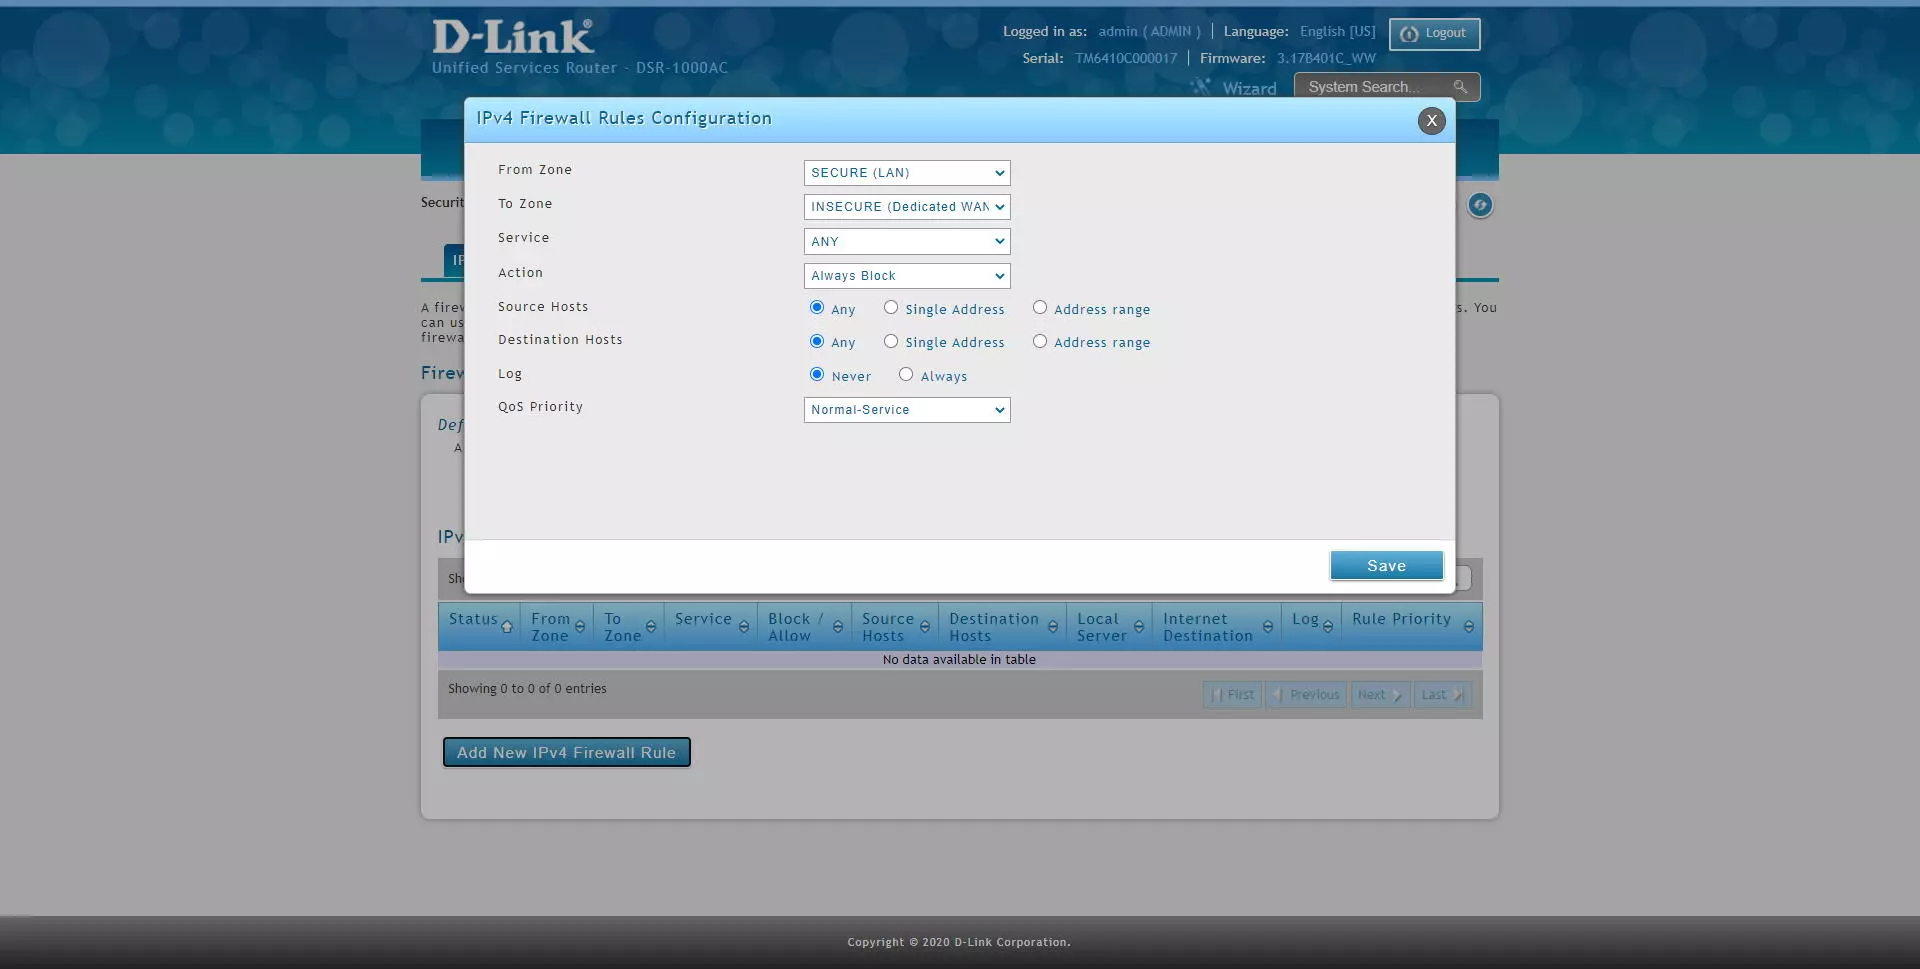 D-Link®
Unified Services Router - DSR-1000AC
Logged in as: admin ( ADMIN ) | Language: English [US]
Logout
Serial: TM6410C000017 | Firmware: 3.17B401C_WW
Wizard
System Search...
IPv4 Firewall Rules Configuration
X
From Zone
SECURE (LAN)
To Zone
INSECURE (Dedicated WAN
Service
ANY
Action
Always Block
Source Hosts
Any Single Address Address range
Destination Hosts
Any Single Address Address range
Log
Never Always
QoS Priority
Normal-Service
Save
Securit
IP
A firew
s. You
can us
firewa
Firew
Def
A
IPv
Sho
Status From Zone To Zone Service Block / Allow Source Hosts Destination Hosts Local Server Internet Destination Log Rule Priority
No data available in table
Showing 0 to 0 of 0 entries
First Previous Next Last
Add New IPv4 Firewall Rule
Copyright © 2020 D-Link Corporation.